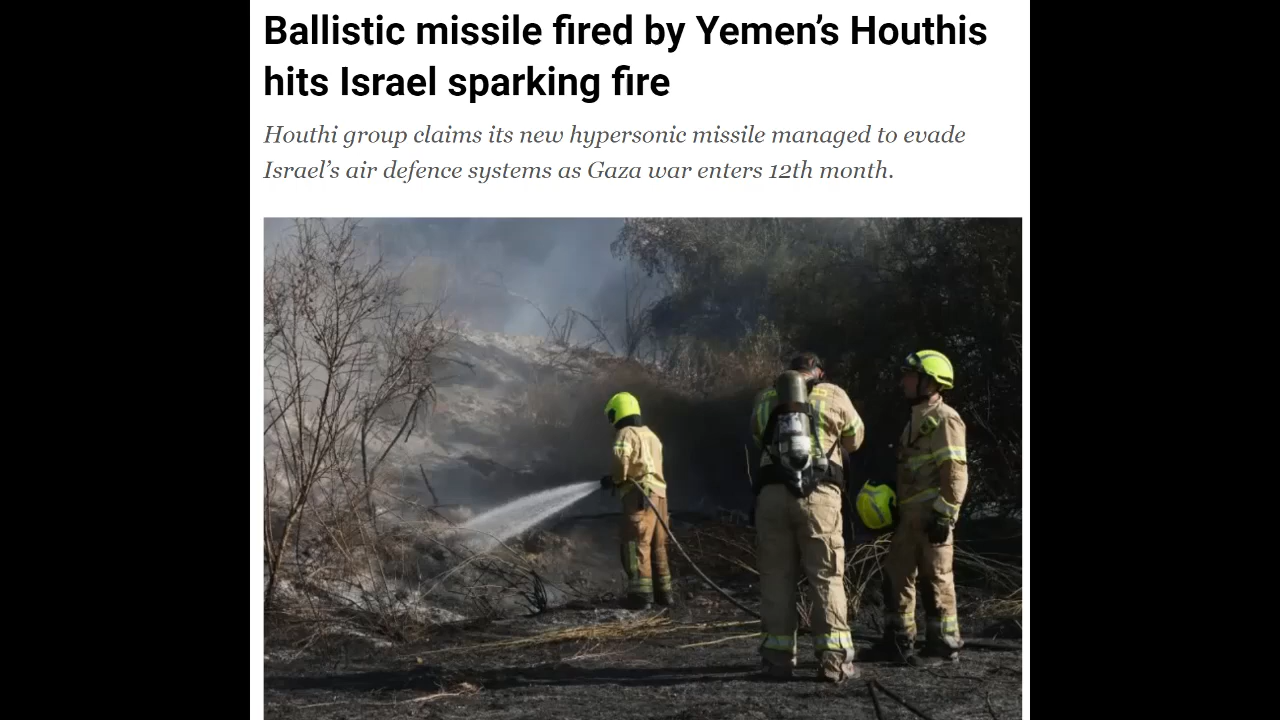 Ballistic missile fired by Yemen’s Houthis
hits Israel sparking fire
Houthi group claims its new hypersonic missile managed to evade
Israel’s air defence systems as Gaza war enters 12th month.